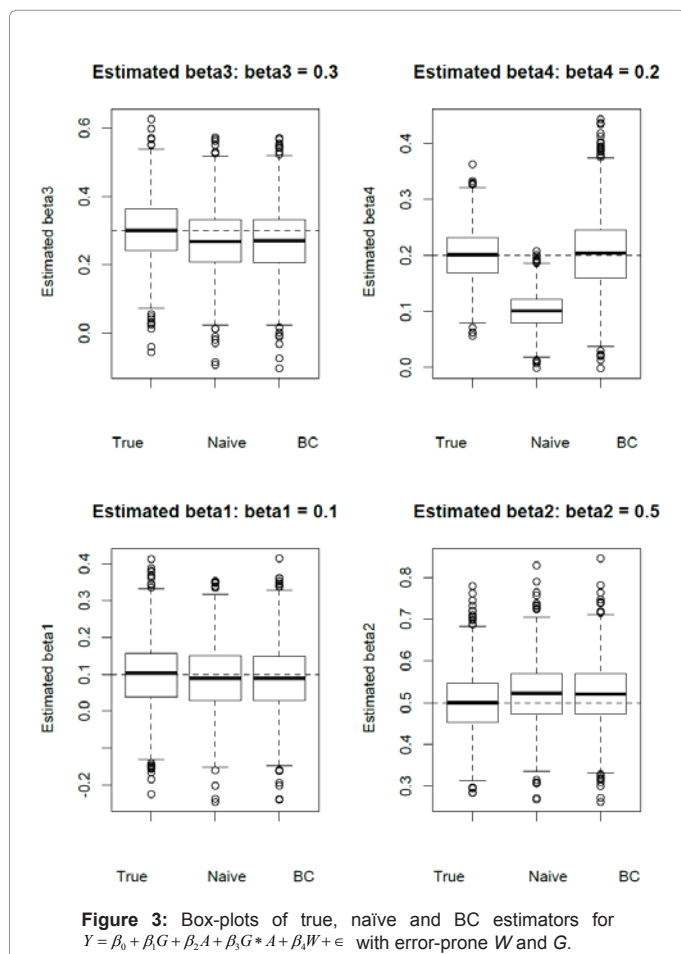 Estimated beta3: beta3 = 0.3
Estimated beta3
0.6
0.4
0.2
0.0
True Naive BC
Estimated beta4: beta4 = 0.2
Estimated beta4
0.4
0.3
0.2
0.1
0.0
True Naive BC
Estimated beta1: beta1 = 0.1
Estimated beta1
0.4
0.3
0.2
0.1
0.0
-0.2
True Naive BC
Estimated beta2: beta2 = 0.5
Estimated beta2
0.8
0.7
0.6
0.5
0.4
0.3
True Naive BC
Figure 3: Box-plots of true, naïve and BC estimators for
Y = β₀ + β₁G + β₂A + β₃G * A + β₄W + ∈ with error-prone W and G.